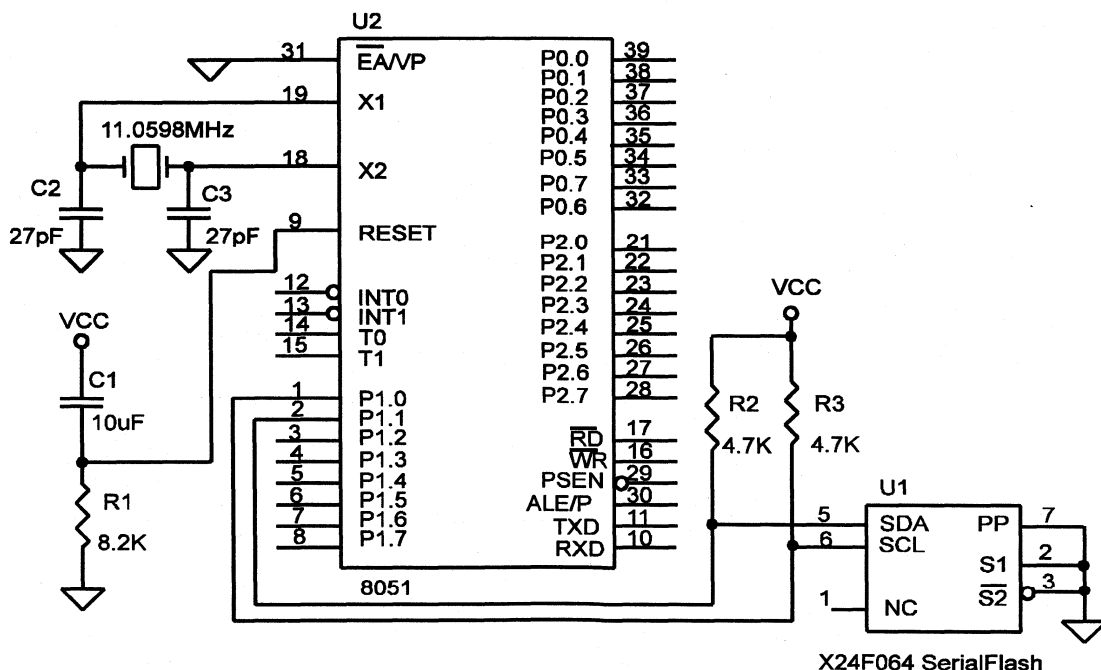 U2
31
EA/VP
19
X1
11.0598MHz
18
X2
C2
C3
27pF
27pF
9
RESET
12
INT0
13
INT1
14
T0
15
T1
VCC
C1
10uF
R1
8.2K
1
P1.0
2
P1.1
3
P1.2
4
P1.3
5
P1.4
6
P1.5
7
P1.6
8
P1.7
P0.0
39
P0.1
38
P0.2
37
P0.3
36
P0.4
35
P0.5
34
P0.7
33
P0.6
32
P2.0
21
P2.1
22
P2.2
23
P2.3
24
P2.4
25
P2.5
26
P2.6
27
P2.7
28
RD
17
WR
16
PSEN
29
ALE/P
30
TXD
11
RXD
10
8051
VCC
R2
4.7K
R3
4.7K
U1
5
SDA
6
SCL
1
NC
PP
7
S1
2
S2
3
X24F064 SerialFlash